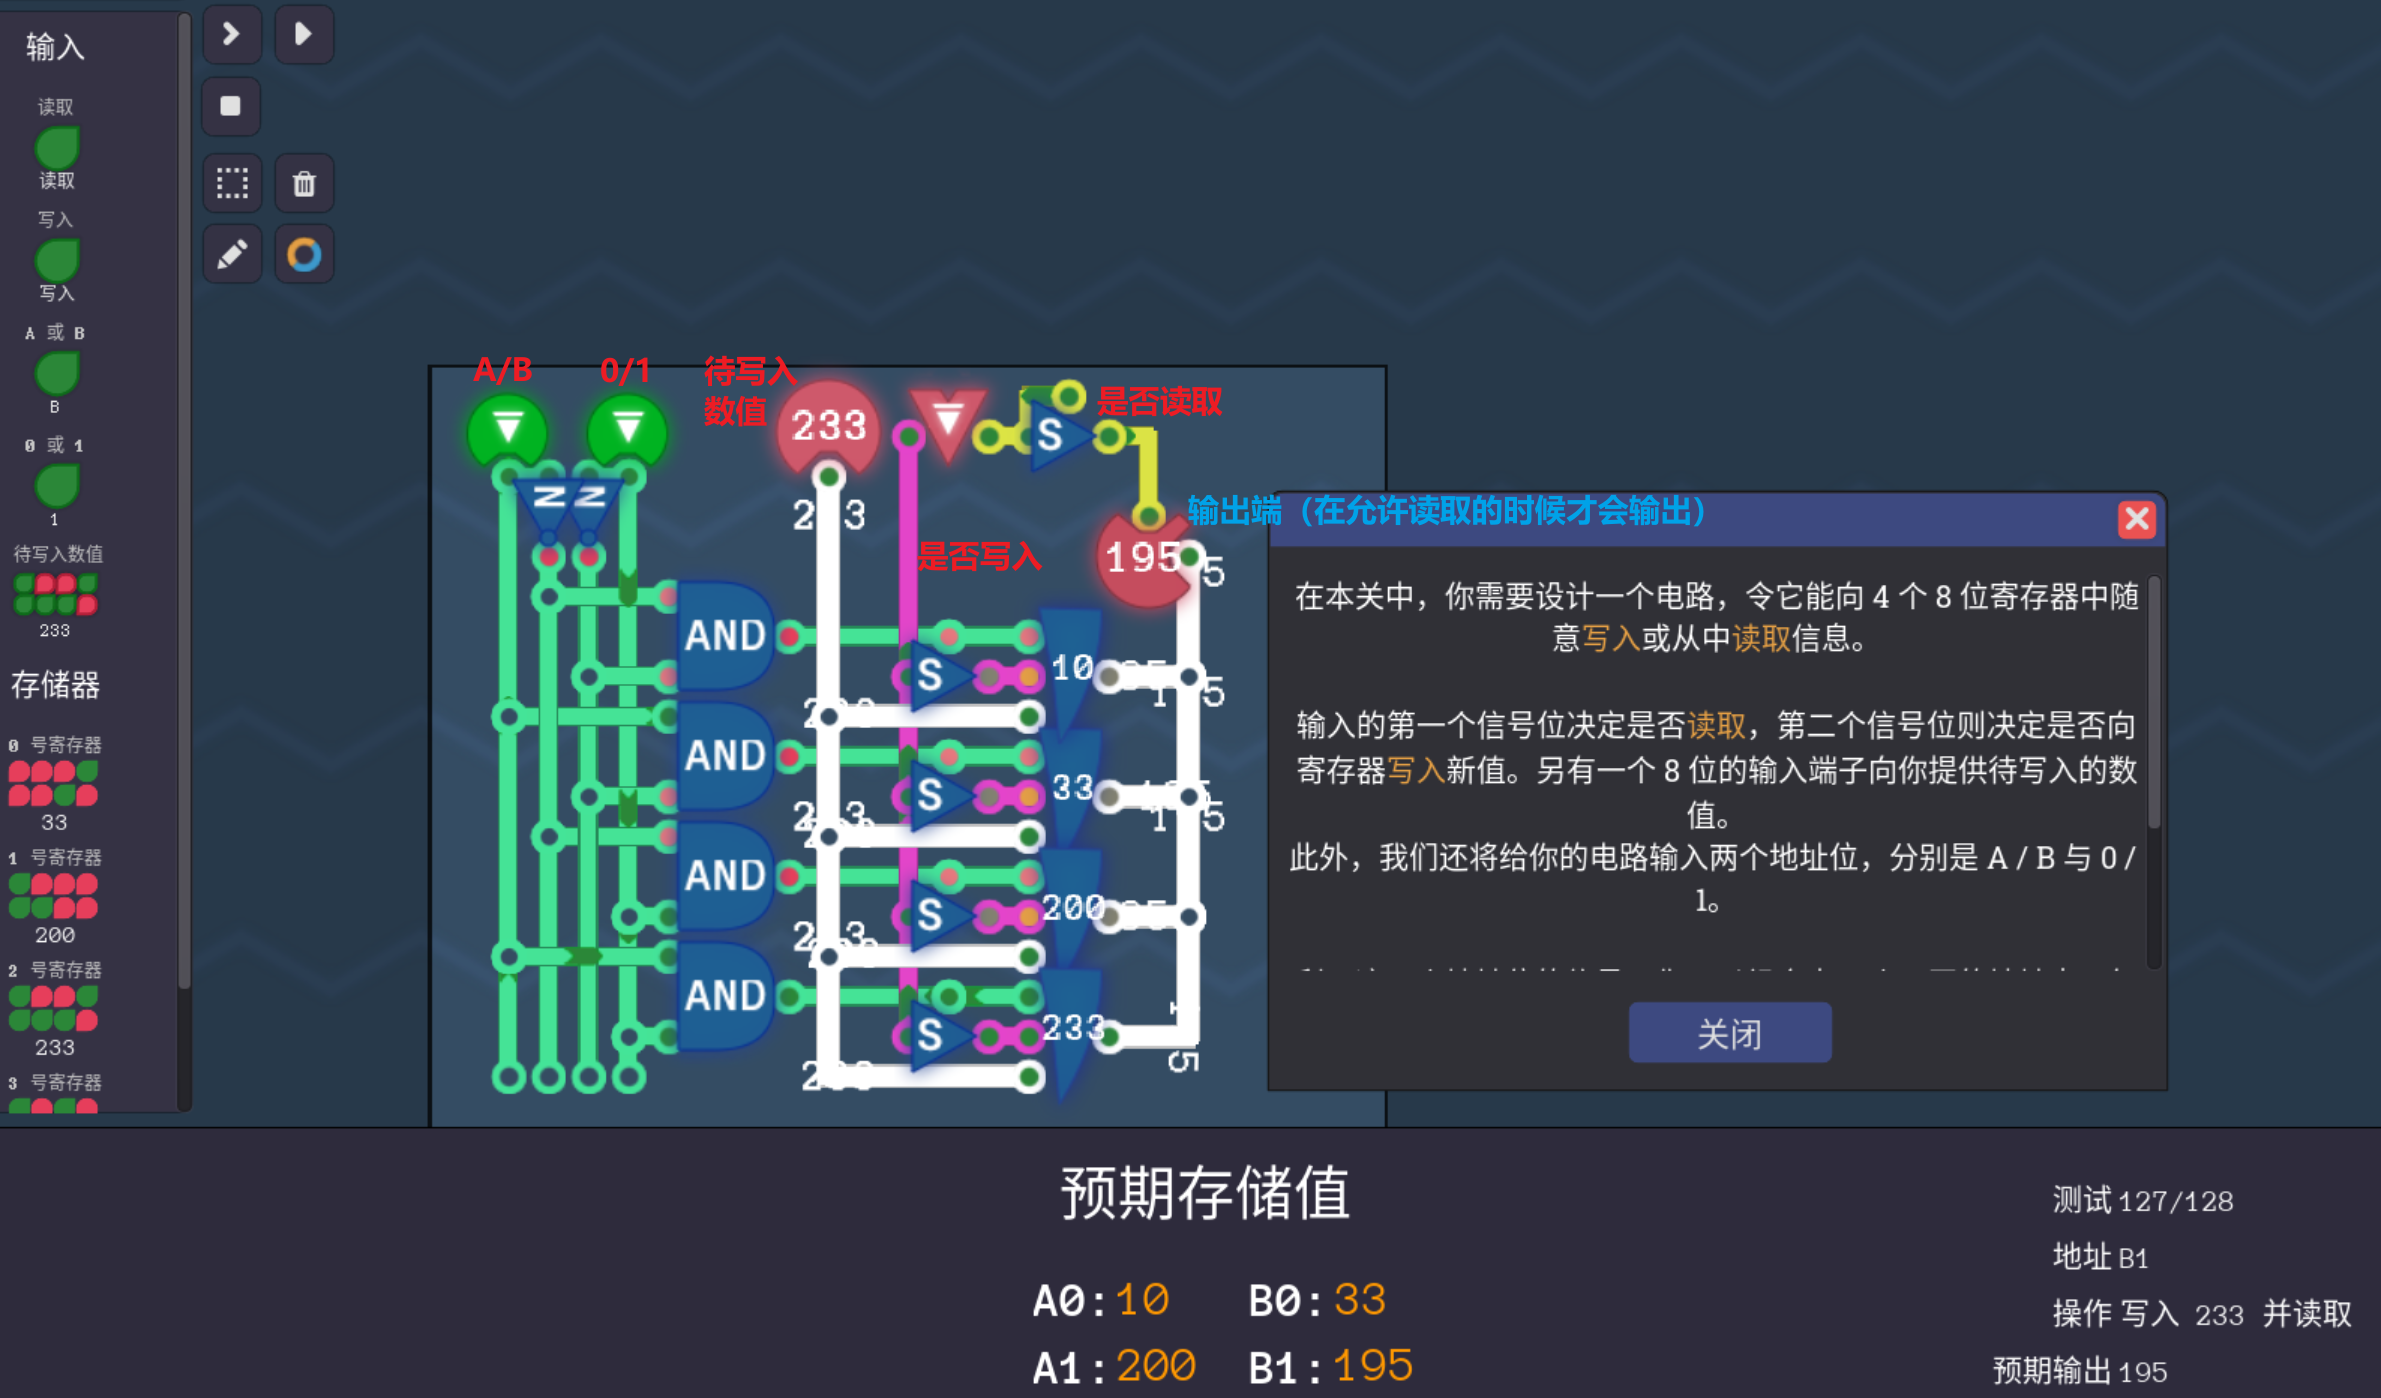 输入
读取
读取
写入
写入
A 或 B
B
0 或 1
1
待写入数值
233
存储器
0 号寄存器
33
1 号寄存器
200
2 号寄存器
233
3 号寄存器
A/B
0/1
待写入
数值
233
是否读取
S
N
N
输出端（在允许读取的时候才会输出）
195
是否写入
AND
S
10
AND
S
33
AND
S
200
AND
S
233
在本关中，你需要设计一个电路，令它能向 4 个 8 位寄存器中随
意写入或从中读取信息。
输入的第一个信号位决定是否读取，第二个信号位则决定是否向
寄存器写入新值。另有一个 8 位的输入端子向你提供待写入的数
值。
此外，我们还将给你的电路输入两个地址位，分别是 A / B 与 0 /
1。
关闭
预期存储值
A0:10 B0:33
A1:200 B1:195
测试 127/128
地址 B1
操作 写入 233 并读取
预期输出 195